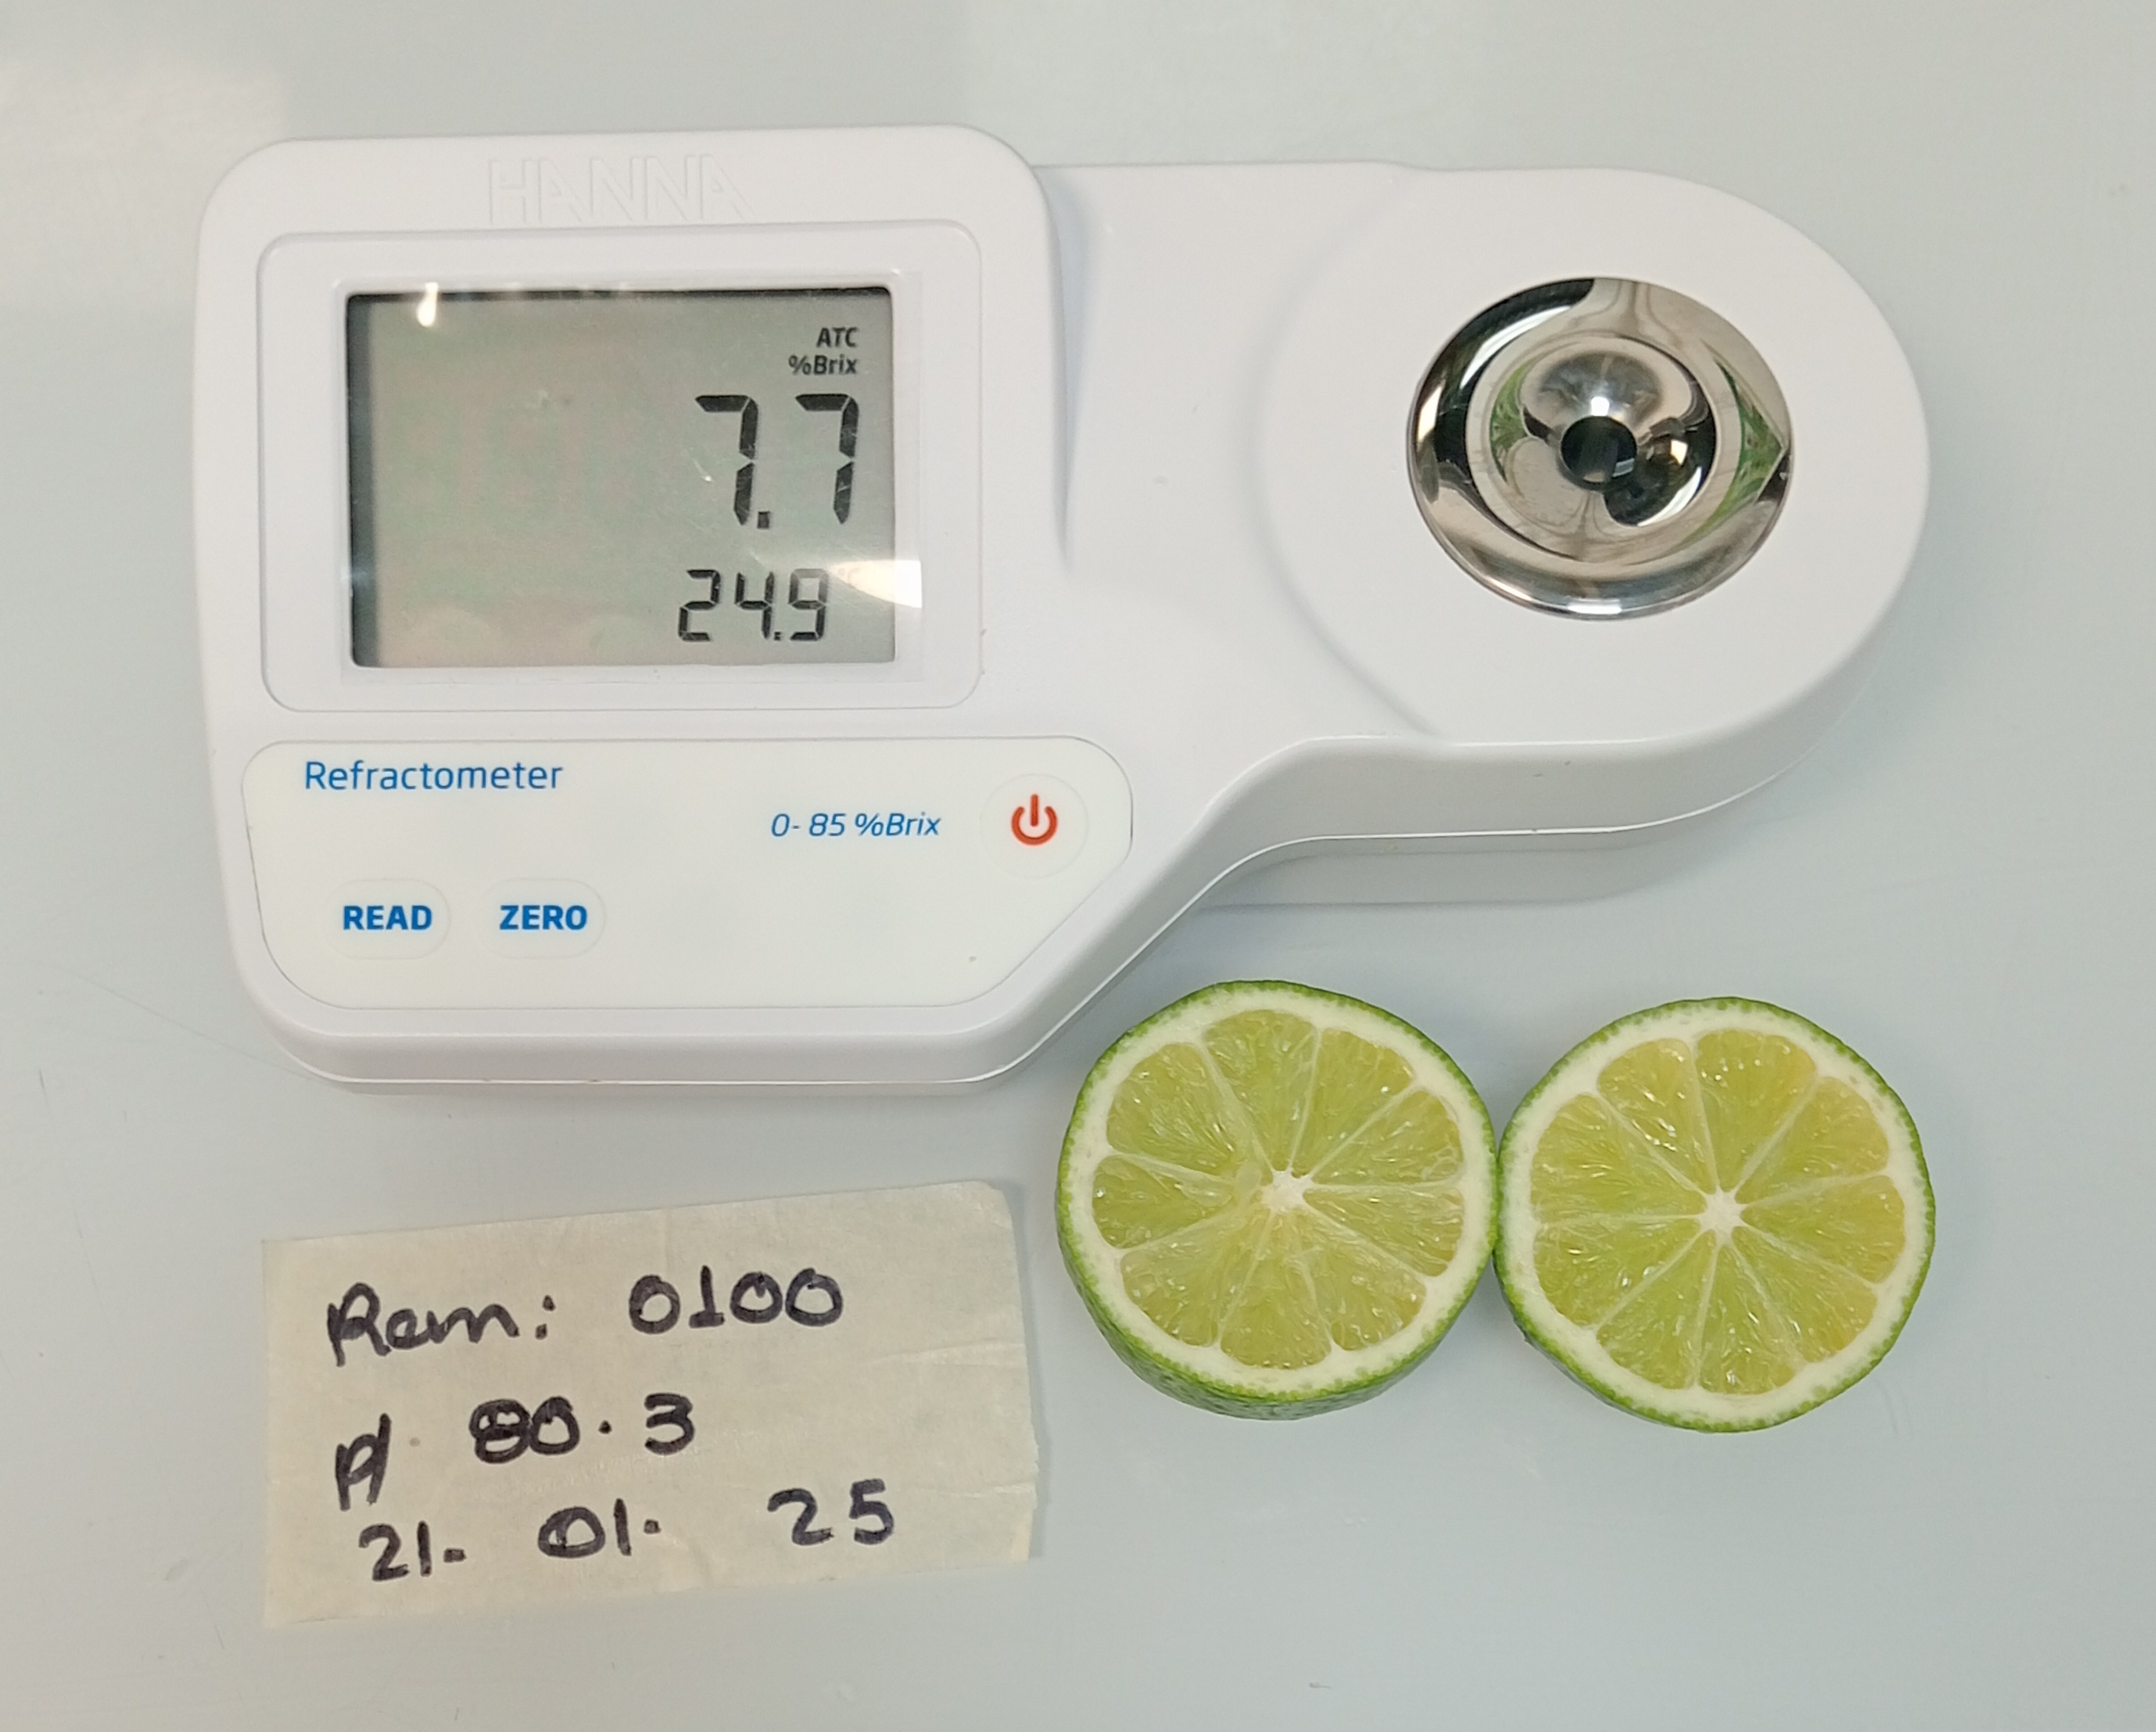 HANNA
ATC
%Brix
7.7
24.9 °C
Refractometer
0- 85 %Brix
READ ZERO
Rem: 0100
80.3
21. 01. 25